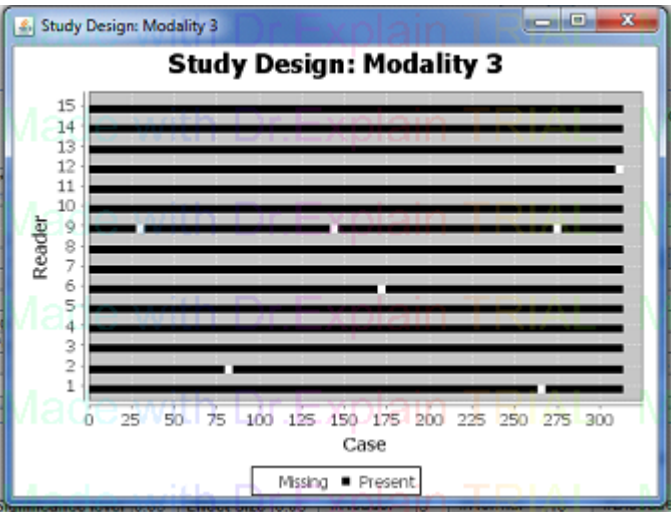 Study Design: Modality 3
Study Design: Modality 3
Made with Dr.Explain TRIAL
15
14
13
12
11
10
9
8
7
6
5
4
3
2
1
Reader
0 25 50 75 100 125 150 175 200 225 250 275 300
Case
Missing ■ Present